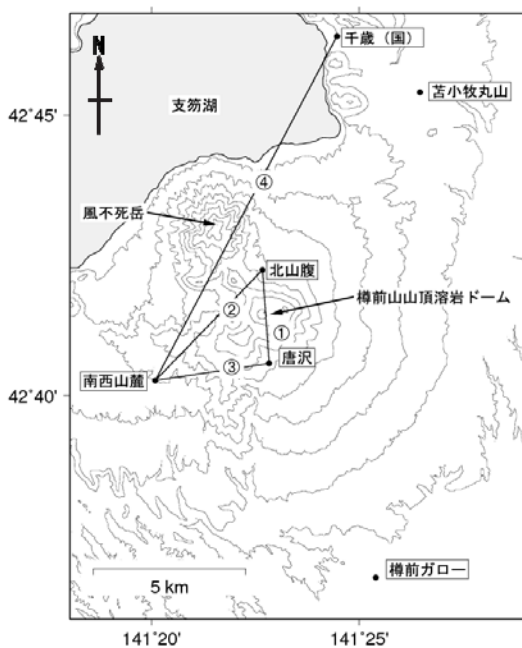 千歳（国）
N
苫小牧丸山
42°45'
支笏湖
④
風不死岳
北山腹
樽前山山頂溶岩ドーム
②
①
唐沢
③
南西山麓
42°40'
樽前ガロー
5 km
141°20'
141°25'